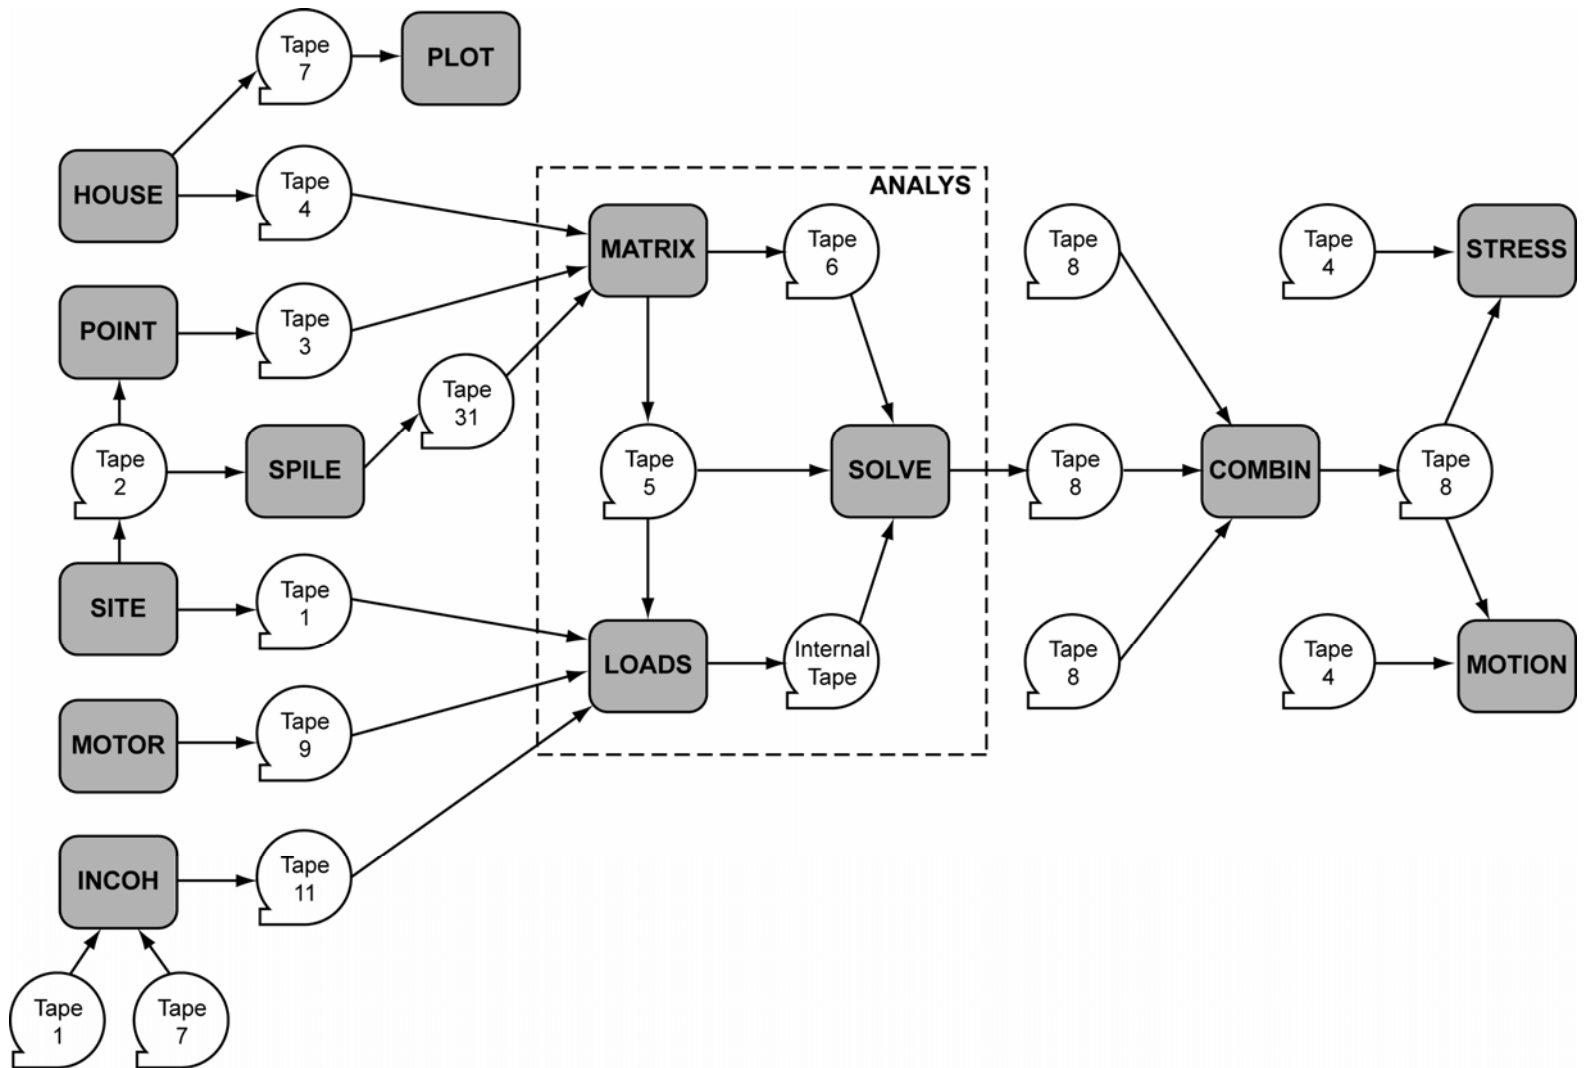 Tape
7
PLOT
HOUSE
Tape
4
ANALYS
MATRIX
Tape
6
Tape
8
Tape
4
STRESS
POINT
Tape
3
Tape
31
Tape
2
SPILE
Tape
5
SOLVE
Tape
8
COMBIN
Tape
8
SITE
Tape
1
LOADS
Internal
Tape
Tape
8
Tape
4
MOTION
MOTOR
Tape
9
INCOH
Tape
11
Tape
1
Tape
7